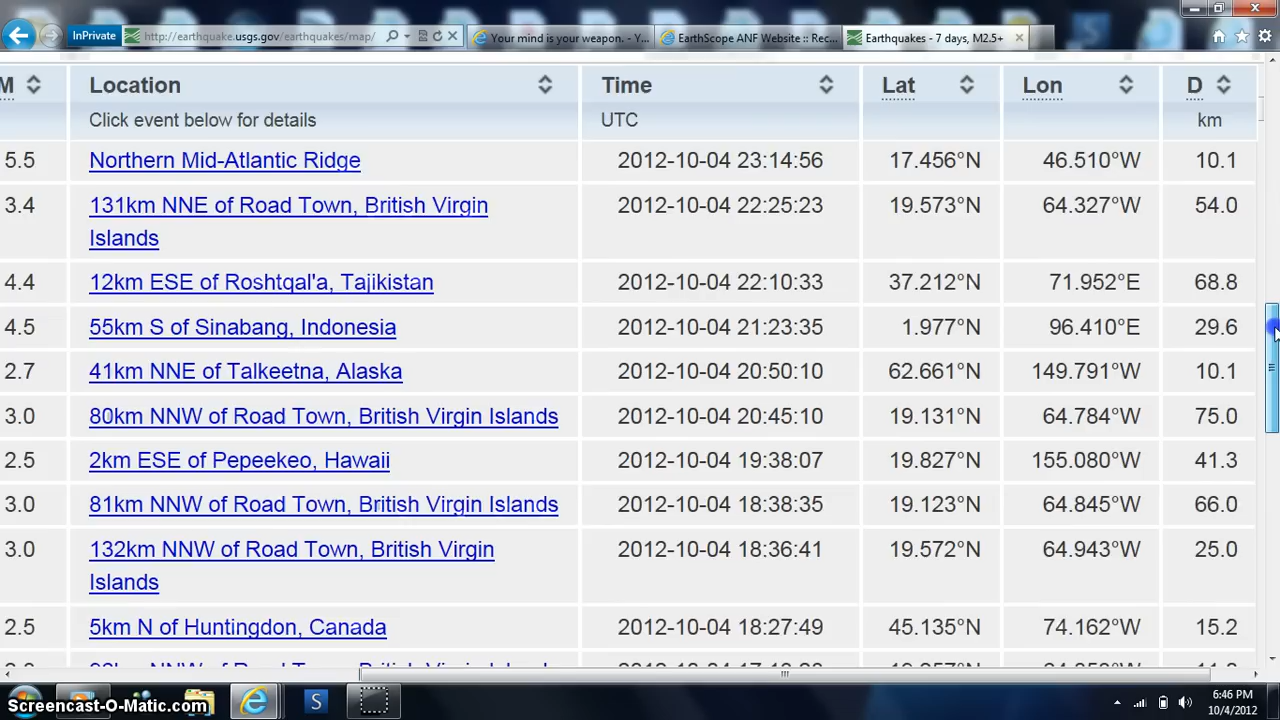 InPrivate http://earthquake.usgs.gov/earthquakes/map/ Your mind is your weapon. - Y... EarthScope ANF Website :: Rec... Earthquakes - 7 days, M2.5+
M Location Time Lat Lon D
Click event below for details UTC km
5.5 Northern Mid-Atlantic Ridge 2012-10-04 23:14:56 17.456°N 46.510°W 10.1
3.4 131km NNE of Road Town, British Virgin 2012-10-04 22:25:23 19.573°N 64.327°W 54.0
Islands
4.4 12km ESE of Roshtqal'a, Tajikistan 2012-10-04 22:10:33 37.212°N 71.952°E 68.8
4.5 55km S of Sinabang, Indonesia 2012-10-04 21:23:35 1.977°N 96.410°E 29.6
2.7 41km NNE of Talkeetna, Alaska 2012-10-04 20:50:10 62.661°N 149.791°W 10.1
3.0 80km NNW of Road Town, British Virgin Islands 2012-10-04 20:45:10 19.131°N 64.784°W 75.0
2.5 2km ESE of Pepeekeo, Hawaii 2012-10-04 19:38:07 19.827°N 155.080°W 41.3
3.0 81km NNW of Road Town, British Virgin Islands 2012-10-04 18:38:35 19.123°N 64.845°W 66.0
3.0 132km NNW of Road Town, British Virgin 2012-10-04 18:36:41 19.572°N 64.943°W 25.0
Islands
2.5 5km N of Huntingdon, Canada 2012-10-04 18:27:49 45.135°N 74.162°W 15.2
NNW of Road Town, British Virgin Islands
6:46 PM
Screencast-O-Matic.com S 10/4/2012